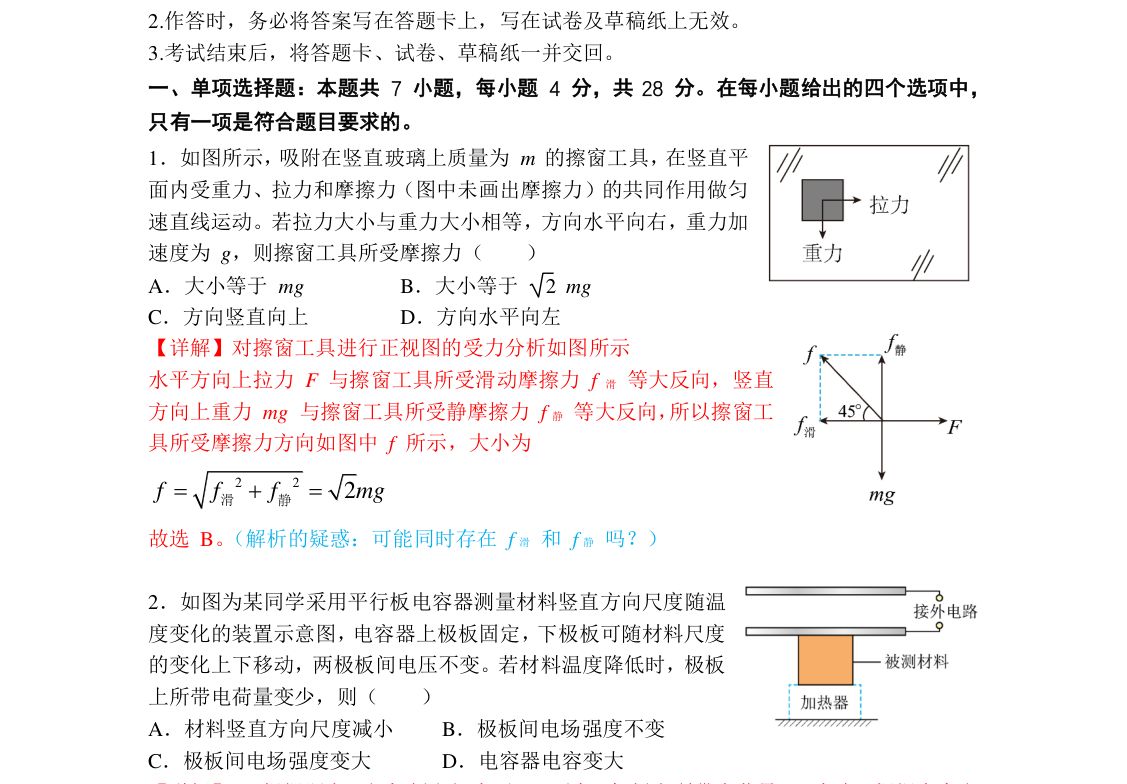 2.作答时，务必将答案写在答题卡上，写在试卷及草稿纸上无效。
3.考试结束后，将答题卡、试卷、草稿纸一并交回。
一、单项选择题：本题共 7 小题，每小题 4 分，共 28 分。在每小题给出的四个选项中，
只有一项是符合题目要求的。
1．如图所示，吸附在竖直玻璃上质量为 m 的擦窗工具，在竖直平
面内受重力、拉力和摩擦力（图中未画出摩擦力）的共同作用做匀
速直线运动。若拉力大小与重力大小相等，方向水平向右，重力加
速度为 g，则擦窗工具所受摩擦力（　　）
拉力
重力
A．大小等于 mg　B．大小等于 √2 mg
C．方向竖直向上　D．方向水平向左
【详解】对擦窗工具进行正视图的受力分析如图所示
水平方向上拉力 F 与擦窗工具所受滑动摩擦力 f滑 等大反向，竖直
方向上重力 mg 与擦窗工具所受静摩擦力 f静 等大反向，所以擦窗工
具所受摩擦力方向如图中 f 所示，大小为
f = √(f滑² + f静²) = √2mg
f
f静
45°
f滑
F
mg
故选 B。（解析的疑惑：可能同时存在 f滑 和 f静 吗？）
2．如图为某同学采用平行板电容器测量材料竖直方向尺度随温
度变化的装置示意图，电容器上极板固定，下极板可随材料尺度
的变化上下移动，两极板间电压不变。若材料温度降低时，极板
上所带电荷量变少，则（　　）
接外电路
被测材料
加热器
A．材料竖直方向尺度减小　B．极板间电场强度不变
C．极板间电场强度变大　D．电容器电容变大